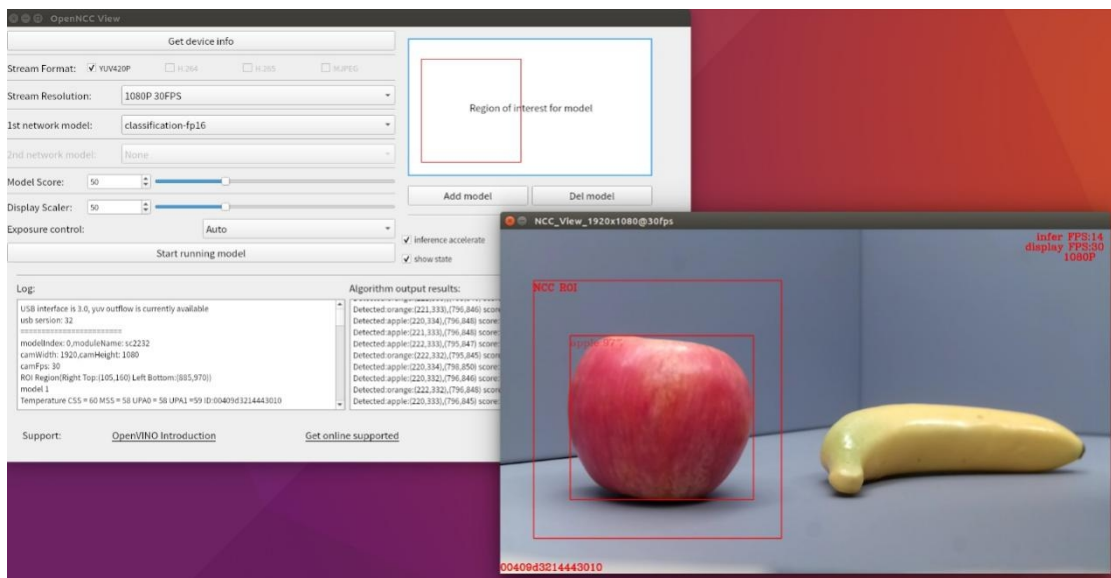 OpenNCC View
Get device info
Stream Format: YUV420P H.264 H.265 MJPEG
Stream Resolution: 1080P 30FPS
1st network model: classification-fp16
2nd network model: None
Model Score: 50
Display Scaler: 50
Exposure control: Auto
Start running model
Region of interest for model
Add model Del model
inference accelerate
show state
Log:
USB interface is 3.0, yuv outflow is currently available
usb version: 32
=======================
modelIndex: 0,moduleName: sc2232
camWidth: 1920,camHeight: 1080
camFps: 30
ROI Region(Right Top:(105,160) Left Bottom:(885,970))
model 1
Temperature CSS = 60 MSS = 58 UPA0 = 58 UPA1 =59 ID:00409d3214443010
Algorithm output results:
Detected:orange:(221,333),(796,846) score:
Detected:apple:(220,334),(796,848) score:
Detected:apple:(221,333),(796,848) score:
Detected:apple:(222,333),(795,847) score:
Detected:orange:(222,332),(795,845) score:
Detected:apple:(220,334),(798,850) score:
Detected:apple:(220,332),(796,846) score:
Detected:orange:(222,332),(796,848) score:
Detected:apple:(220,333),(796,845) score:
Support: OpenVINO Introduction Get online supported
NCC_View_1920x1080@30fps
infer FPS:14
display FPS:30
1080P
NCC ROI
00409d3214443010